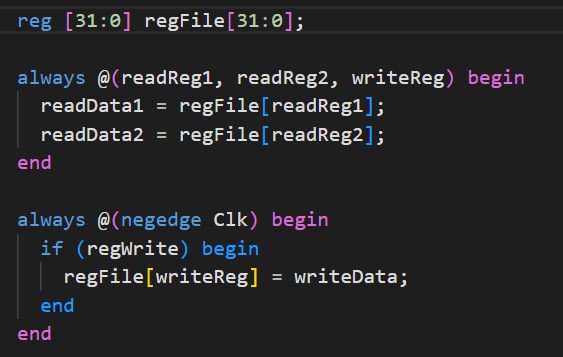 reg [31:0] regFile[31:0];
always @(readReg1, readReg2, writeReg) begin
readData1 = regFile[readReg1];
readData2 = regFile[readReg2];
end
always @(negedge Clk) begin
if (regWrite) begin
regFile[writeReg] = writeData;
end
end